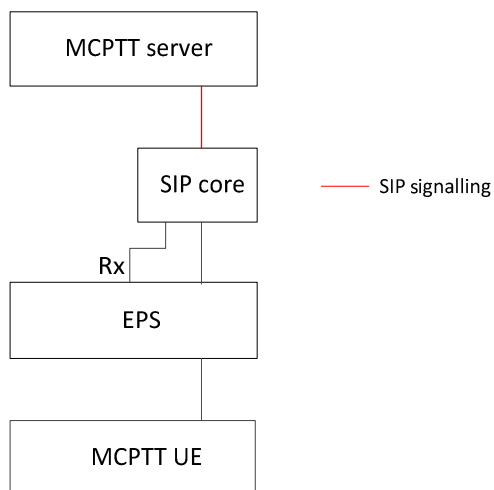 MCPTT server
SIP core
SIP signalling
Rx
EPS
MCPTT UE